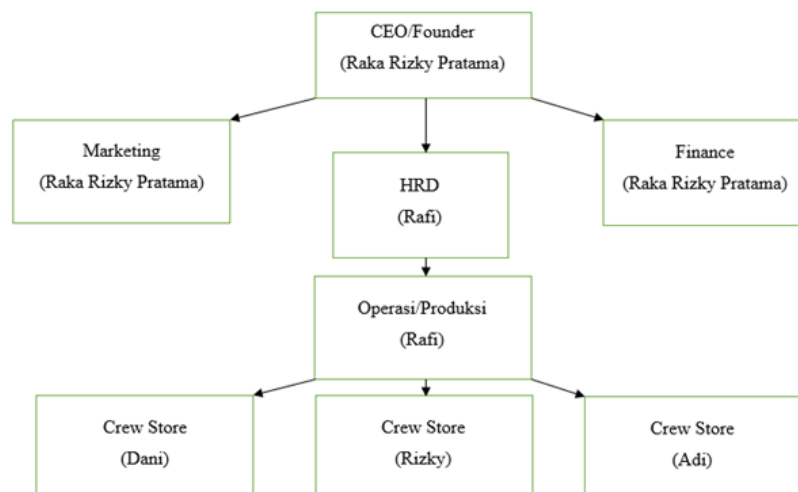 CEO/Founder
(Raka Rizky Pratama)
Marketing
(Raka Rizky Pratama)
HRD
(Rafi)
Finance
(Raka Rizky Pratama)
Operasi/Produksi
(Rafi)
Crew Store
(Dani)
Crew Store
(Rizky)
Crew Store
(Adi)